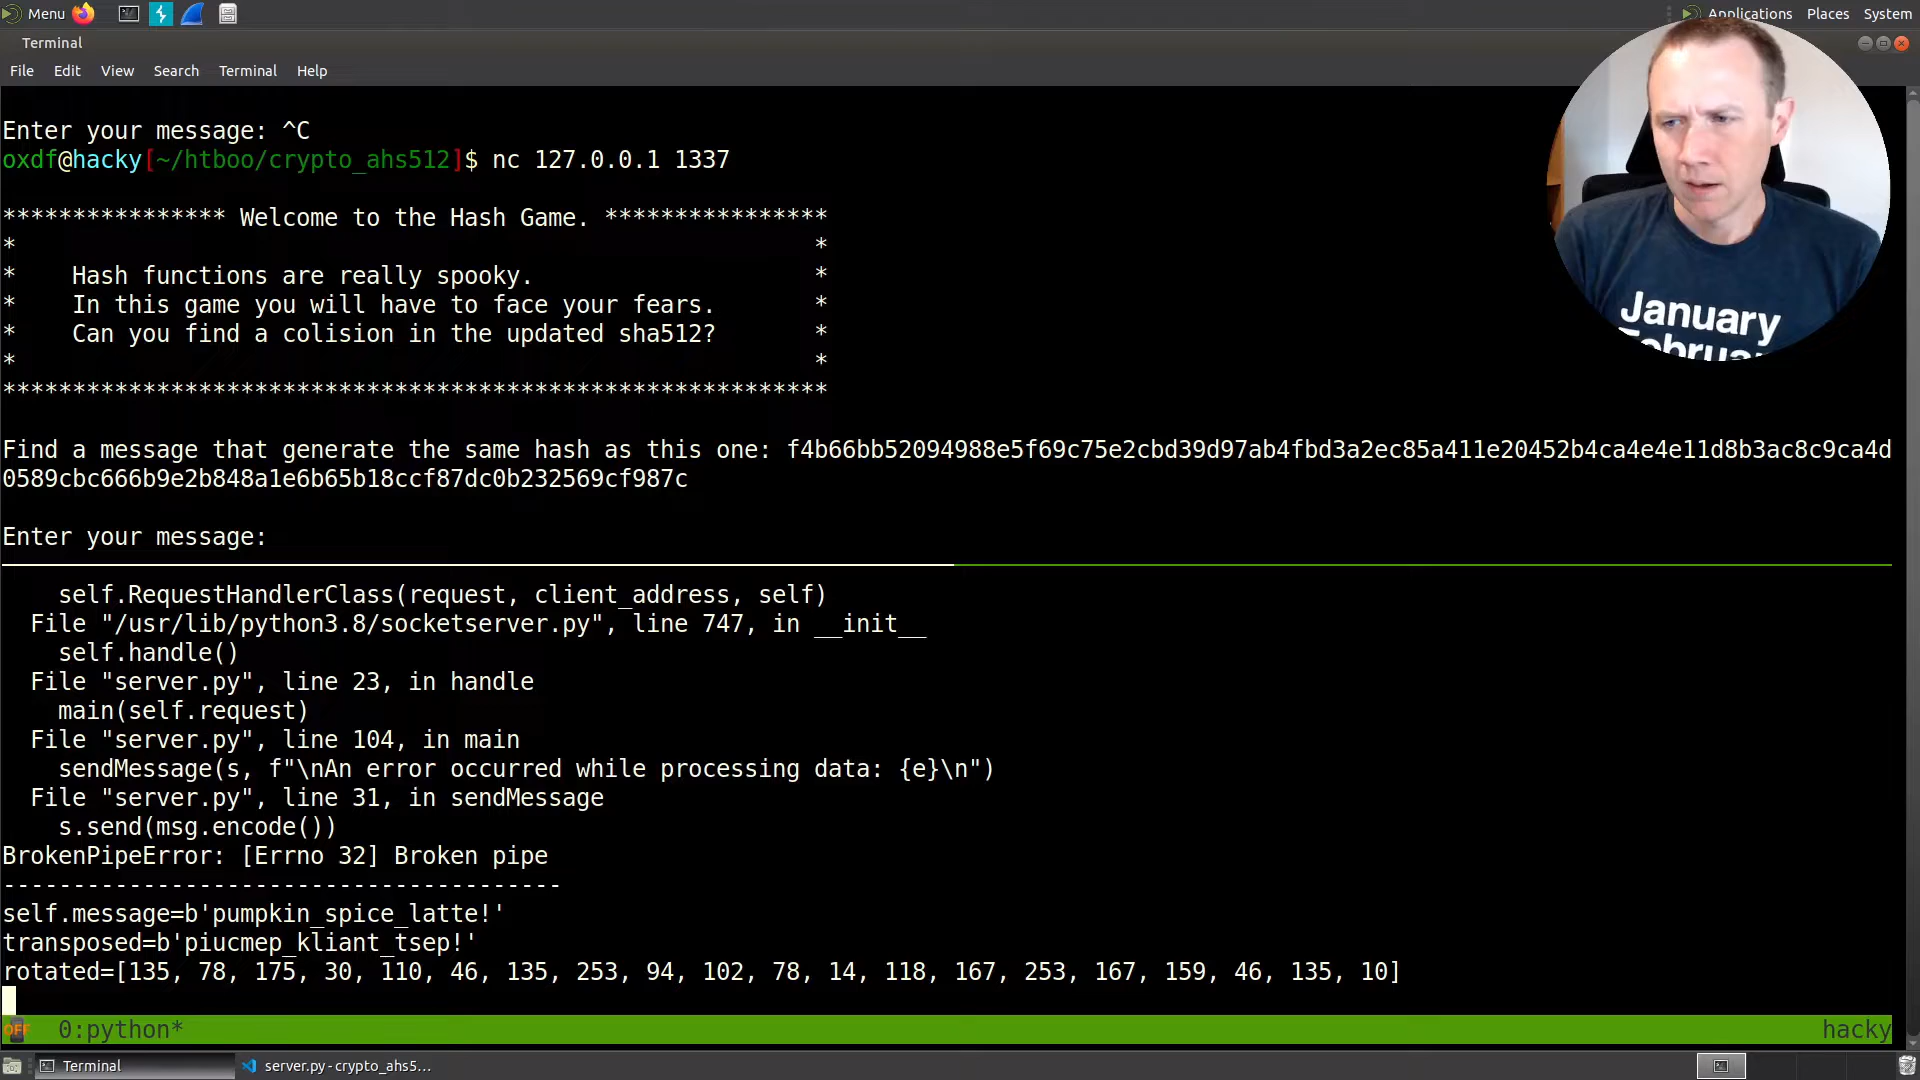 Menu
Applications Places System
Terminal
File Edit View Search Terminal Help
Enter your message: ^C
oxdf@hacky[~/htboo/crypto_ahs512]$ nc 127.0.0.1 1337
**************** Welcome to the Hash Game. ****************
* *
* Hash functions are really spooky. *
* In this game you will have to face your fears. *
* Can you find a colision in the updated sha512? *
* *
***********************************************************
Find a message that generate the same hash as this one: f4b66bb52094988e5f69c75e2cbd39d97ab4fbd3a2ec85a411e20452b4ca4e4e11d8b3ac8c9ca4d
0589cbc666b9e2b848a1e6b65b18ccf87dc0b232569cf987c
Enter your message:
self.RequestHandlerClass(request, client_address, self)
File "/usr/lib/python3.8/socketserver.py", line 747, in __init__
self.handle()
File "server.py", line 23, in handle
main(self.request)
File "server.py", line 104, in main
sendMessage(s, f"\nAn error occurred while processing data: {e}\n")
File "server.py", line 31, in sendMessage
s.send(msg.encode())
BrokenPipeError: [Errno 32] Broken pipe
----------------------------------------
self.message=b'pumpkin_spice_latte!'
transposed=b'piucmep_kliant_tsep!'
rotated=[135, 78, 175, 30, 110, 46, 135, 253, 94, 102, 78, 14, 118, 167, 253, 167, 159, 46, 135, 10]
OFF 0:python* hacky
Terminal server.py - crypto_ahs5...
January
February